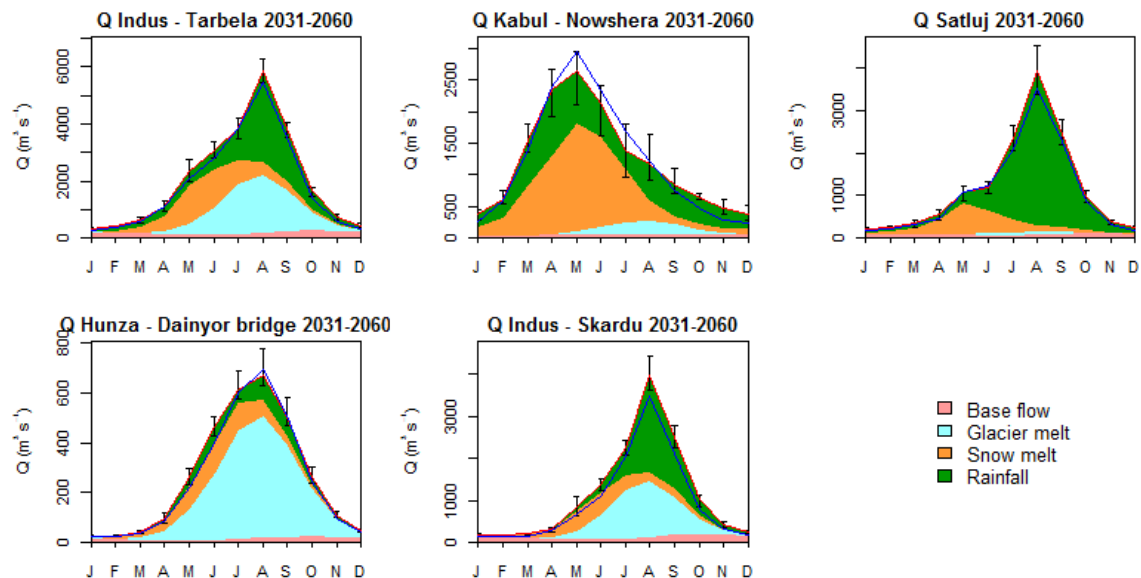 Q Indus - Tarbela 2031-2060
Q (m³ s⁻¹)
0 2000 4000 6000
J F M A M J J A S O N D
Q Kabul - Nowshera 2031-2060
Q (m³ s⁻¹)
0 500 1500 2500
J F M A M J J A S O N D
Q Satluj 2031-2060
Q (m³ s⁻¹)
0 1000 3000
J F M A M J J A S O N D
Q Hunza - Dainyor bridge 2031-2060
Q (m³ s⁻¹)
0 200 400 600 800
J F M A M J J A S O N D
Q Indus - Skardu 2031-2060
Q (m³ s⁻¹)
0 1000 3000
J F M A M J J A S O N D
Base flow
Glacier melt
Snow melt
Rainfall